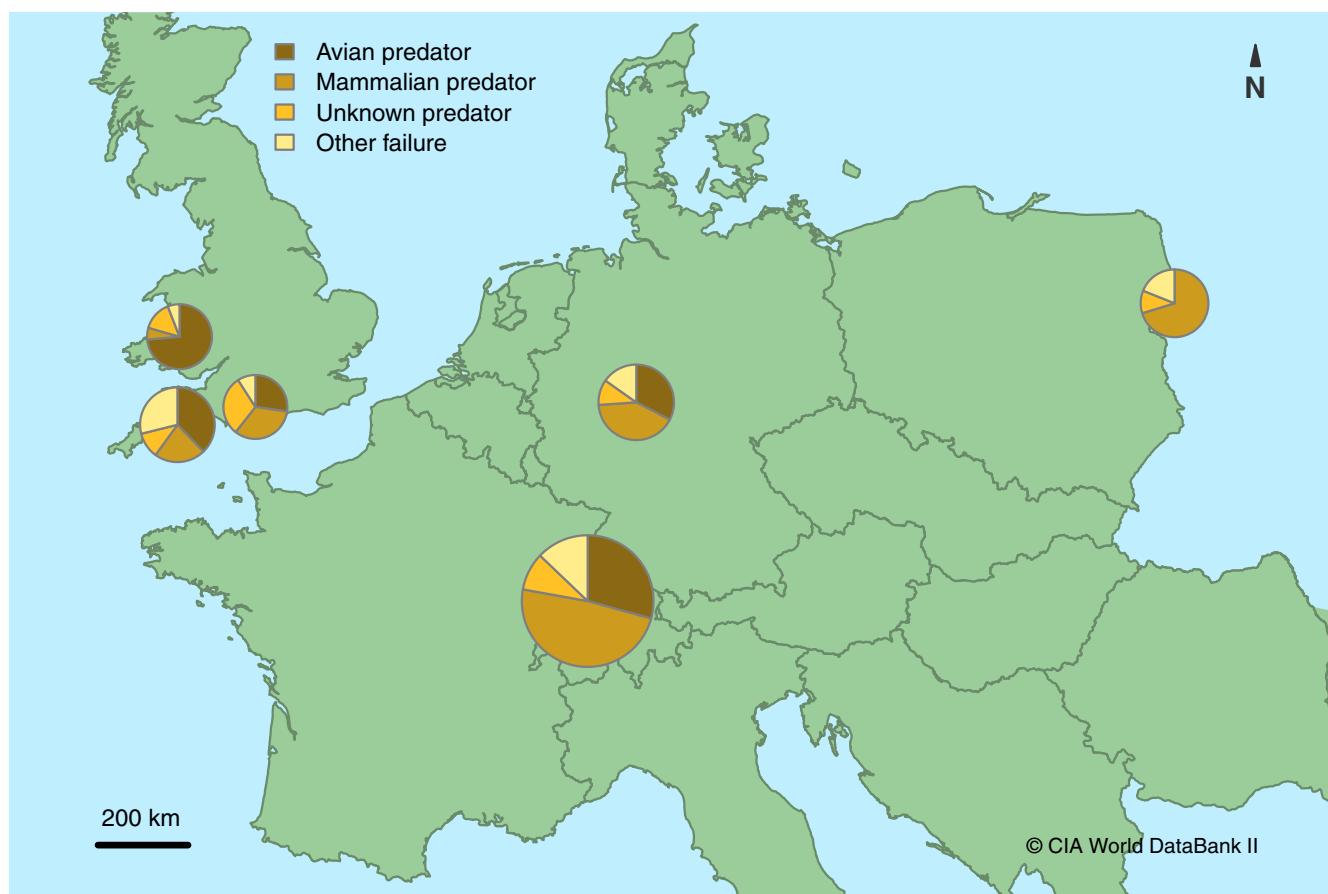 Avian predator
Mammalian predator
Unknown predator
Other failure
N
200 km
© CIA World DataBank II